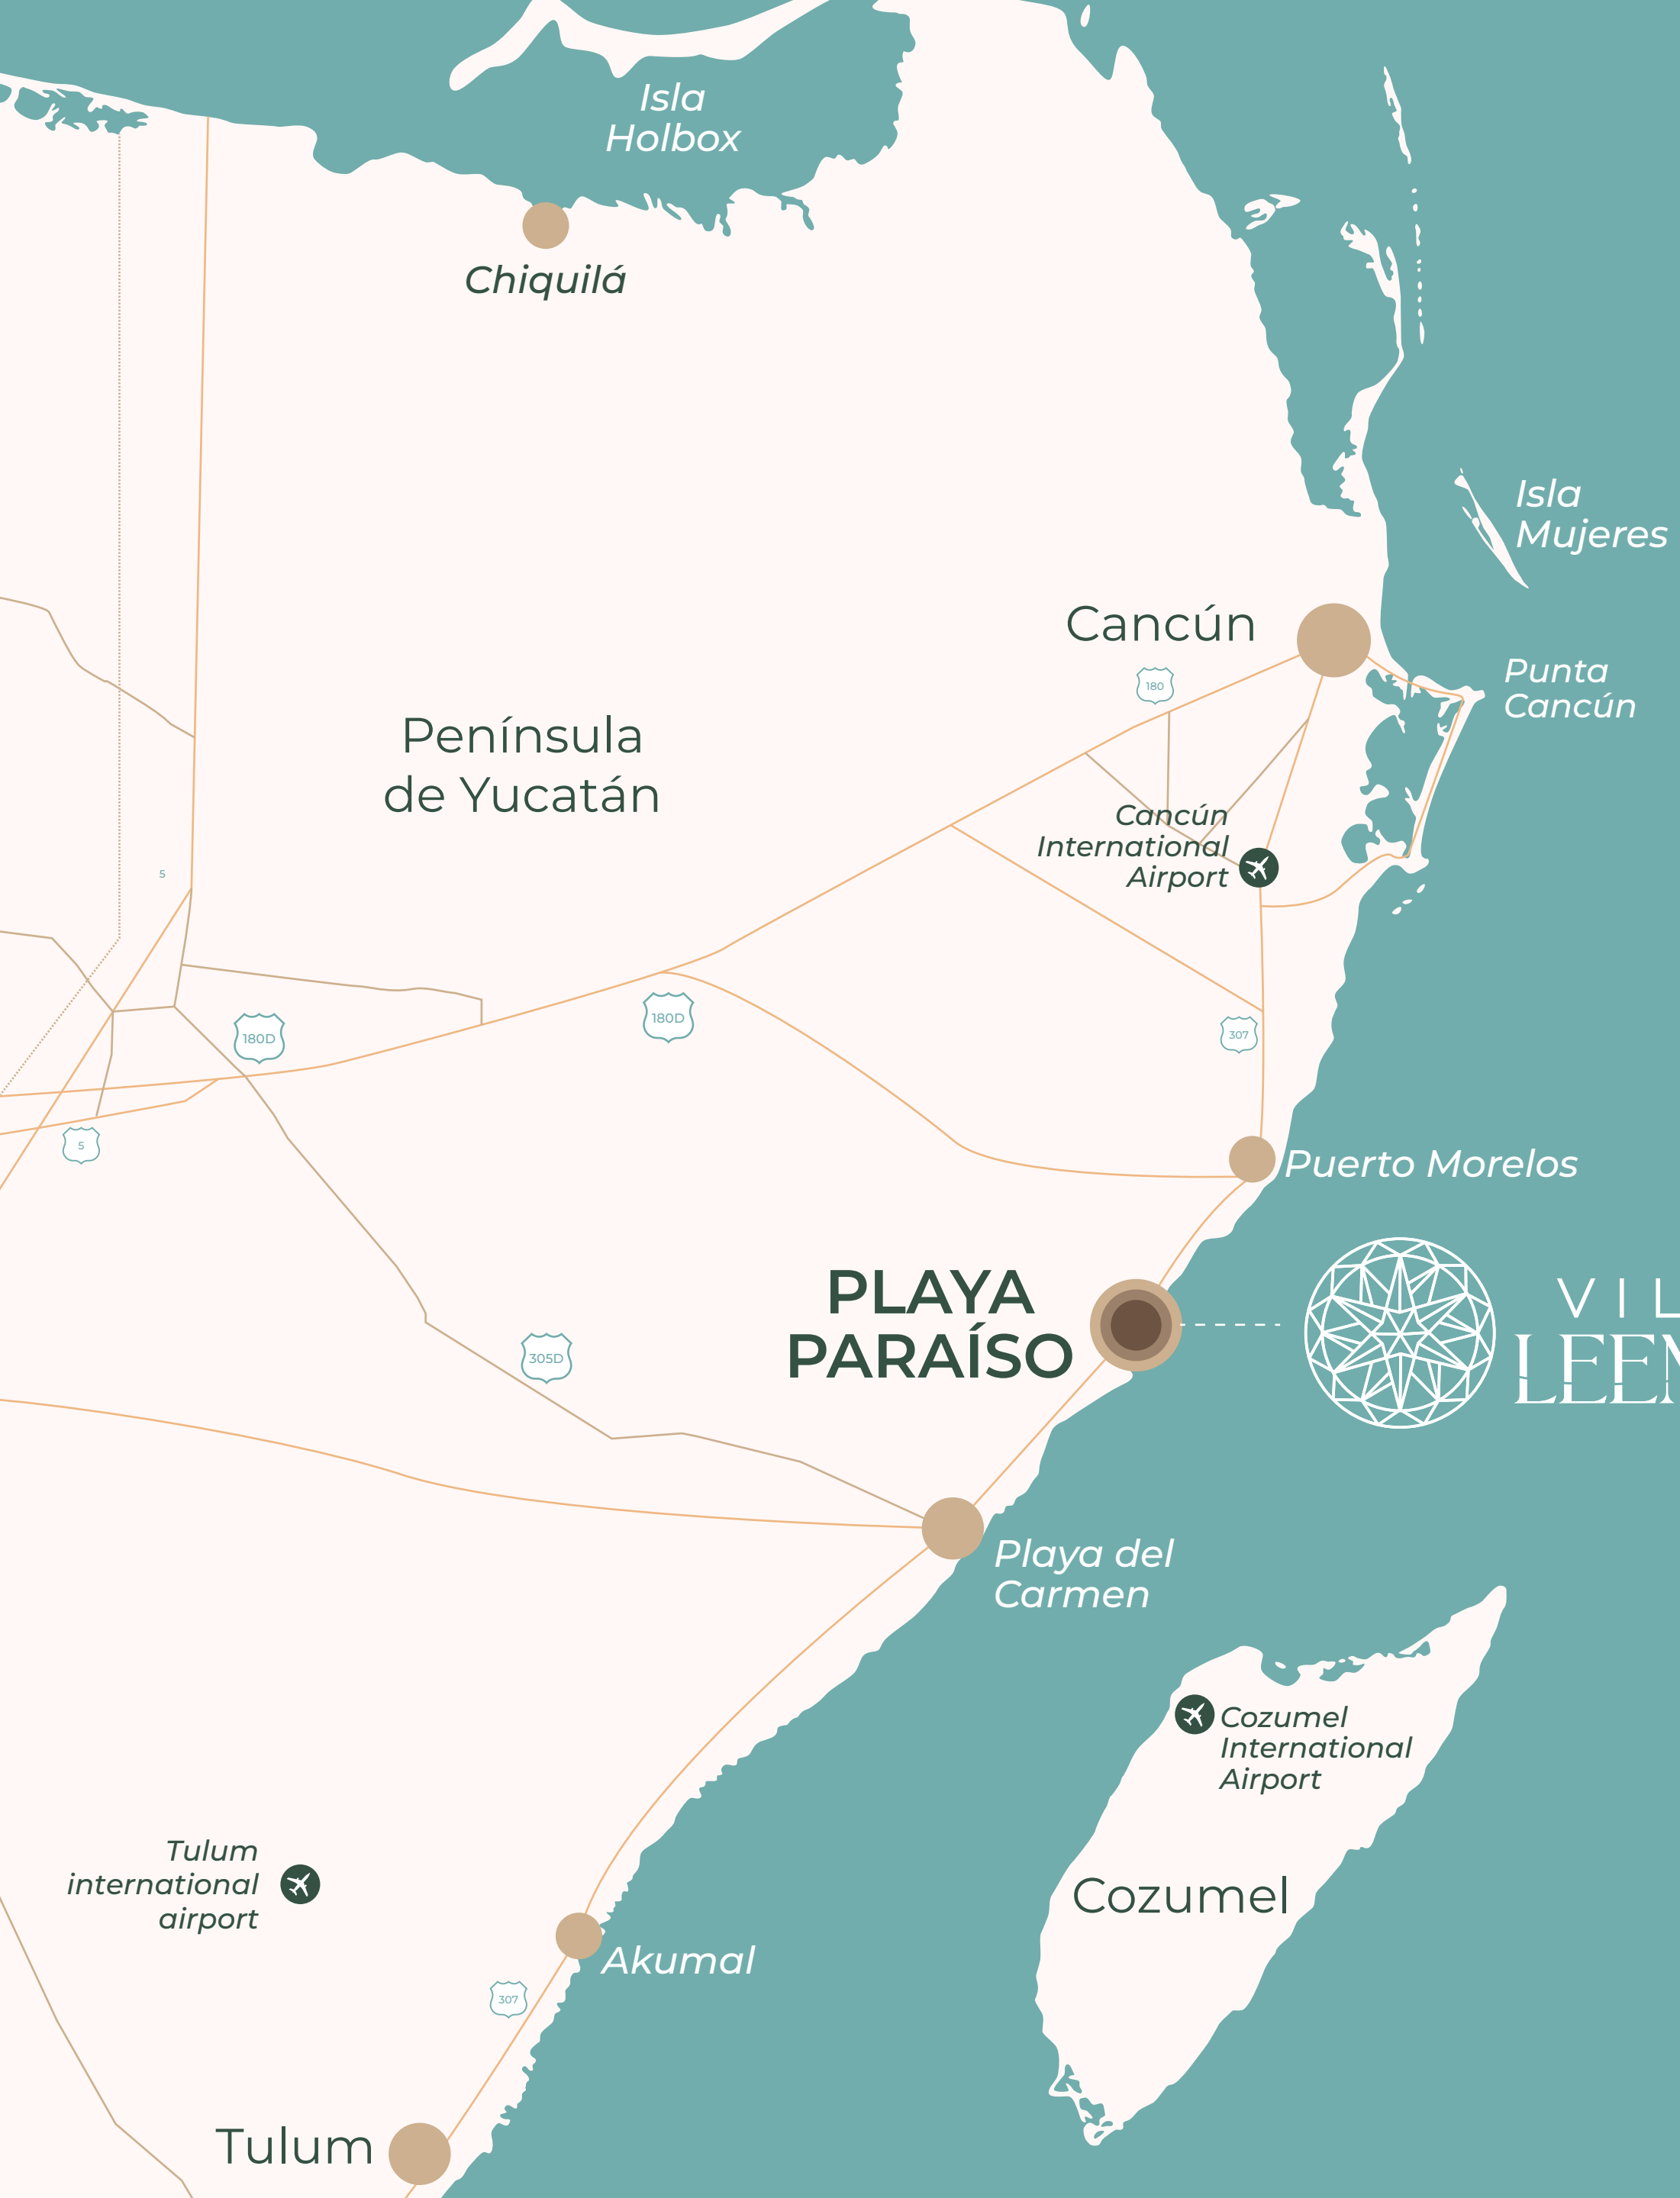 Isla
Holbox
Chiquilá
Isla
Mujeres
Cancún
180
Punta
Cancún
Península
de Yucatán
Cancún
International
Airport
5
180D
180D
307
5
Puerto Morelos
PLAYA
PARAÍSO
VIL
LEEN
305D
Playa del
Carmen
Cozumel
International
Airport
Tulum
international
airport
Cozumel
Akumal
307
Tulum